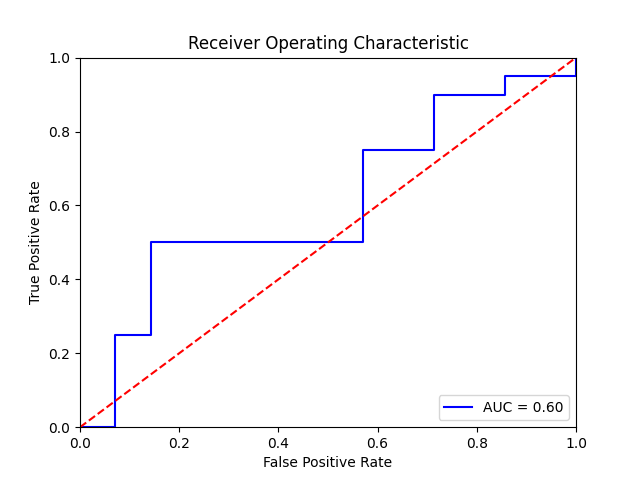 Receiver Operating Characteristic
1.0
0.8
0.6
0.4
0.2
0.0
True Positive Rate
AUC = 0.60
0.0 0.2 0.4 0.6 0.8 1.0
False Positive Rate